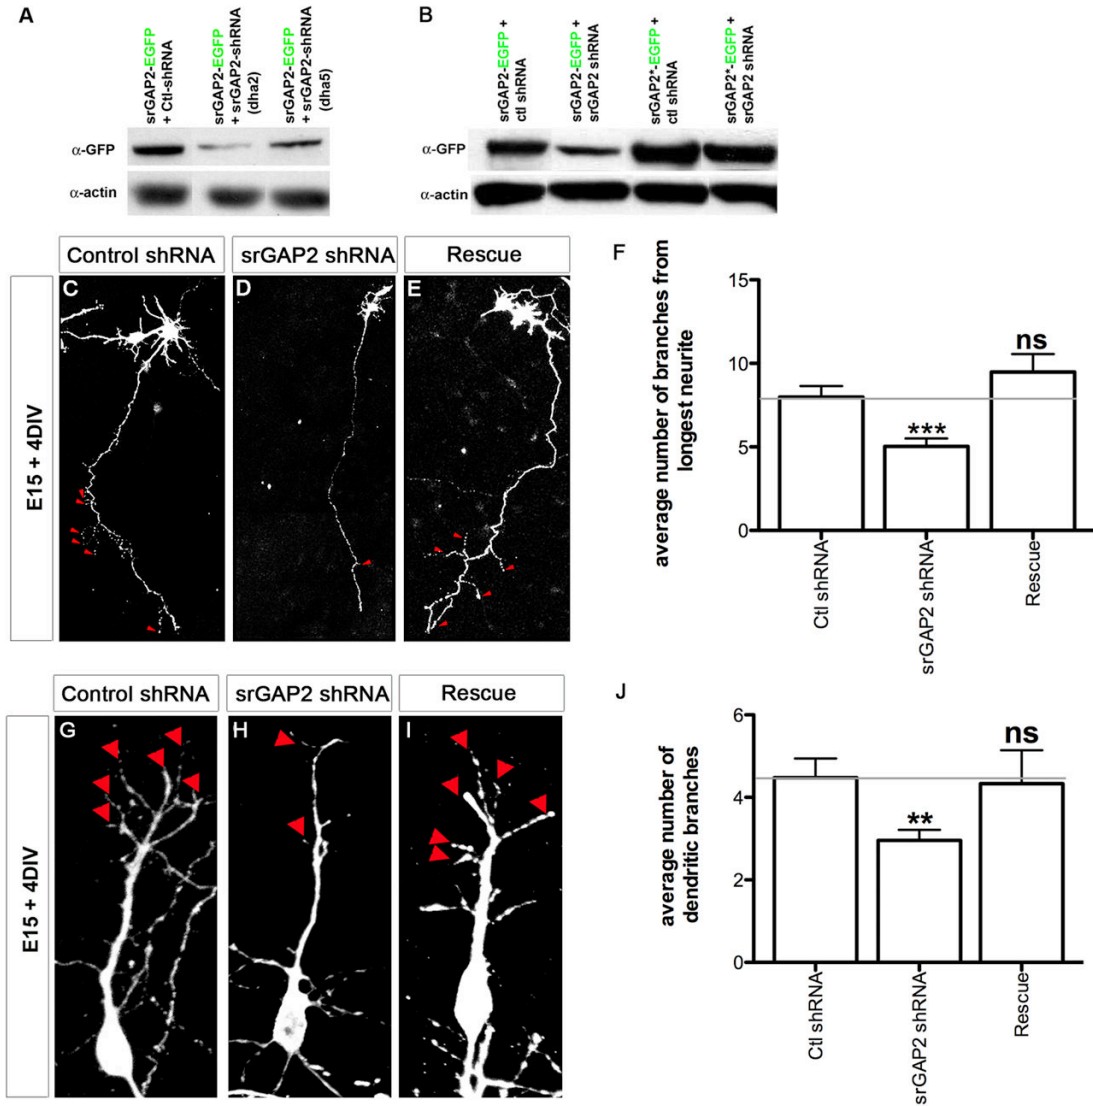 A
srGAP2-EGFP
+ Ctl-shRNA
srGAP2-EGFP
+ srGAP2-shRNA
(dha2)
srGAP2-EGFP
+ srGAP2-shRNA
(dha5)
α-GFP
α-actin
B
srGAP2-EGFP +
ctl shRNA
srGAP2-EGFP +
srGAP2 shRNA
srGAP2*-EGFP +
ctl shRNA
srGAP2*-EGFP +
srGAP2 shRNA
α-GFP
α-actin
Control shRNA
srGAP2 shRNA
Rescue
E15 + 4DIV
C
D
E
F
average number of branches from
longest neurite
15
10
5
0
***
ns
Ctl shRNA
srGAP2 shRNA
Rescue
Control shRNA
srGAP2 shRNA
Rescue
E15 + 4DIV
G
H
I
J
average number of
dendritic branches
6
4
2
0
**
ns
Ctl shRNA
srGAP2 shRNA
Rescue